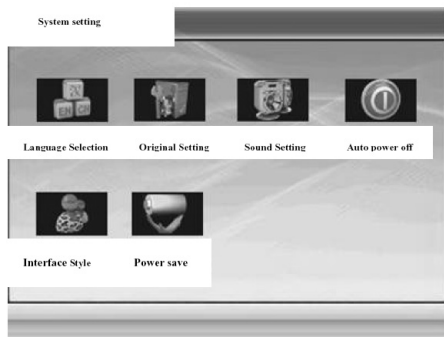 System setting
Language Selection Original Setting Sound Setting Auto power off
Interface Style Power save